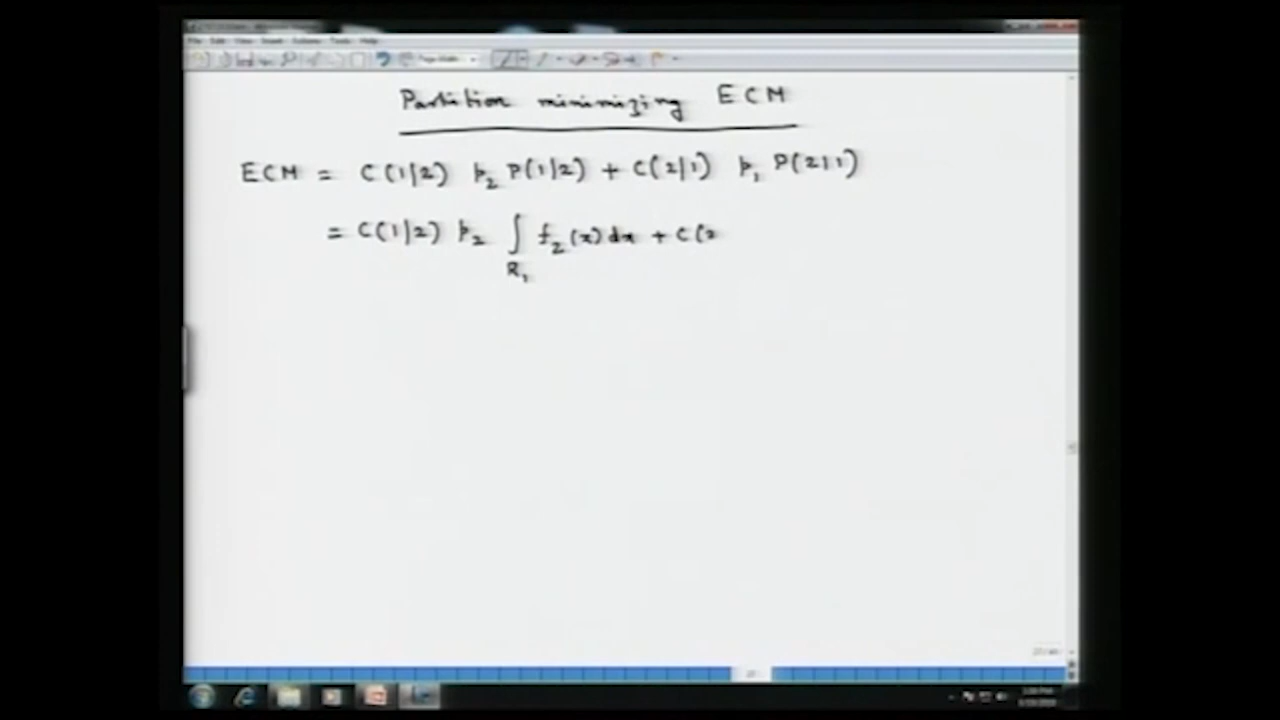 Partition minimizing ECM
ECM = C(1|2) p₂ P(1|2) + C(2|1) p₁ P(2|1)
= C(1|2) p₂ ∫_R₁ f₂(x) dx + C(2